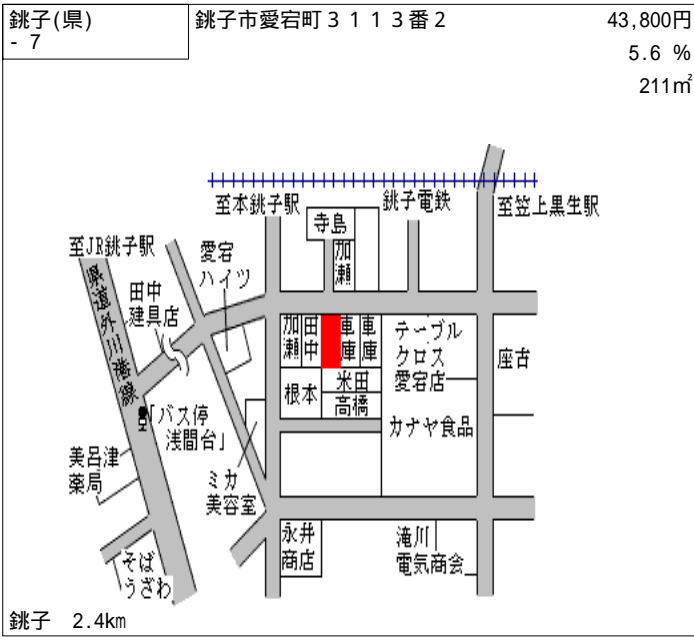 銚子(県)
- 7
銚子市愛宕町３１１３番２
43,800円
5.6 %
211㎡
至本銚子駅
銚子電鉄
至笠上黒生駅
寺島
加瀬
至JR銚子駅
愛宕
ハイツ
県道外川港線
田中
建具店
加瀬
田中
車庫
車庫
テーブル
クロス
愛宕店
座古
根本
米田
高橋
カナヤ食品
「バス停
浅間台」
美呂津
薬局
ミカ
美容室
そば
うざわ
永井
商店
滝川
電気商会
銚子 2.4km